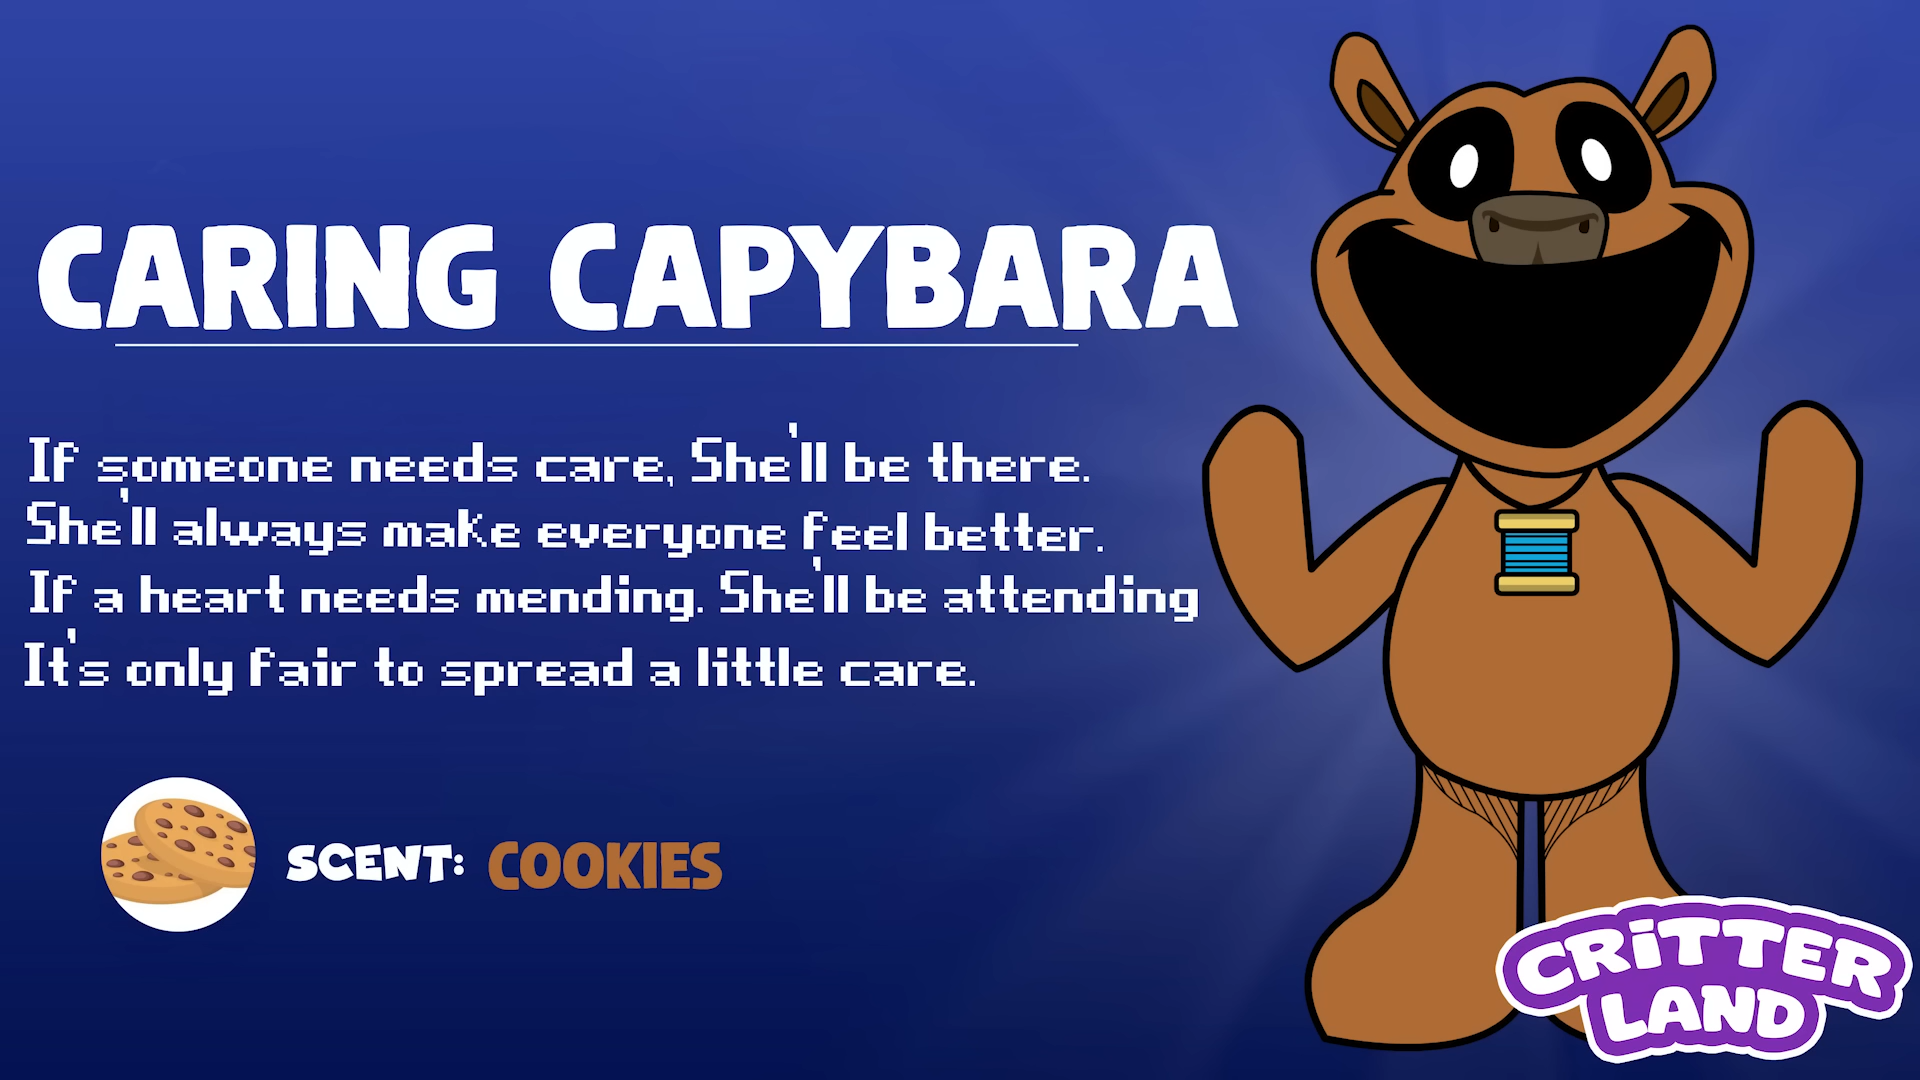 CARING CAPYBARA
If someone needs care, She'll be there.
She'll always make everyone feel better.
If a heart needs mending. She'll be attending
It's only fair to spread a little care.
SCENT: COOKIES
CRiTTER
LAND